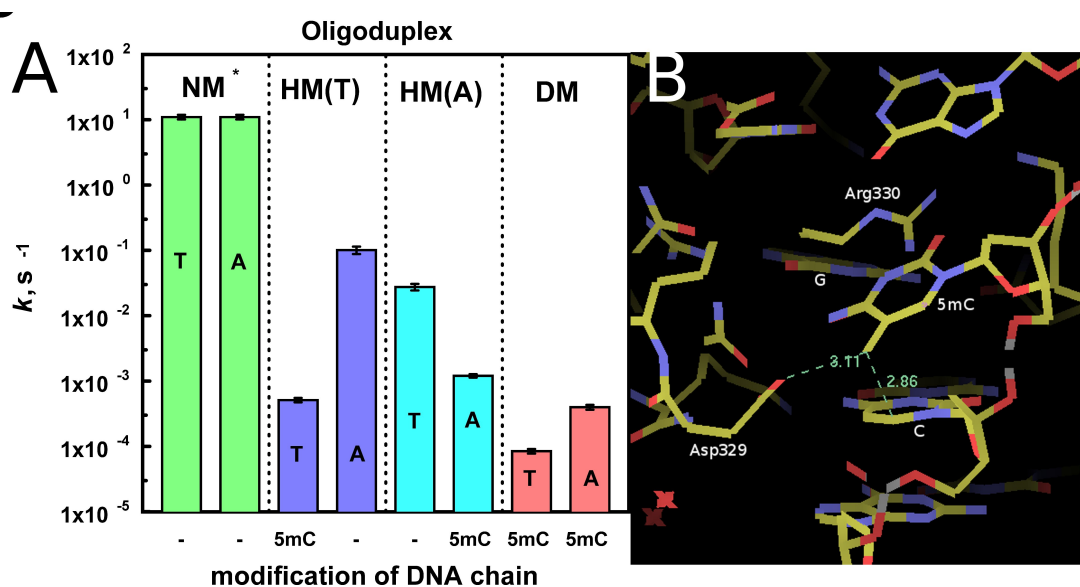 A
Oligoduplex
1x10 2
1x10 1
1x10 0
1x10 -1
1x10 -2
1x10 -3
1x10 -4
1x10 -5
k, s -1
NM *
HM(T)
HM(A)
DM
T
A
T
A
T
A
T
A
-
-
5mC
-
-
5mC
5mC
5mC
modification of DNA chain
B
Arg330
G
5mC
3.11
2.86
C
Asp329